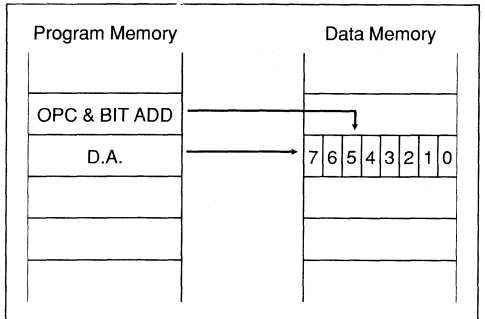 Program Memory
Data Memory
OPC & BIT ADD
D.A.
7 6 5 4 3 2 1 0